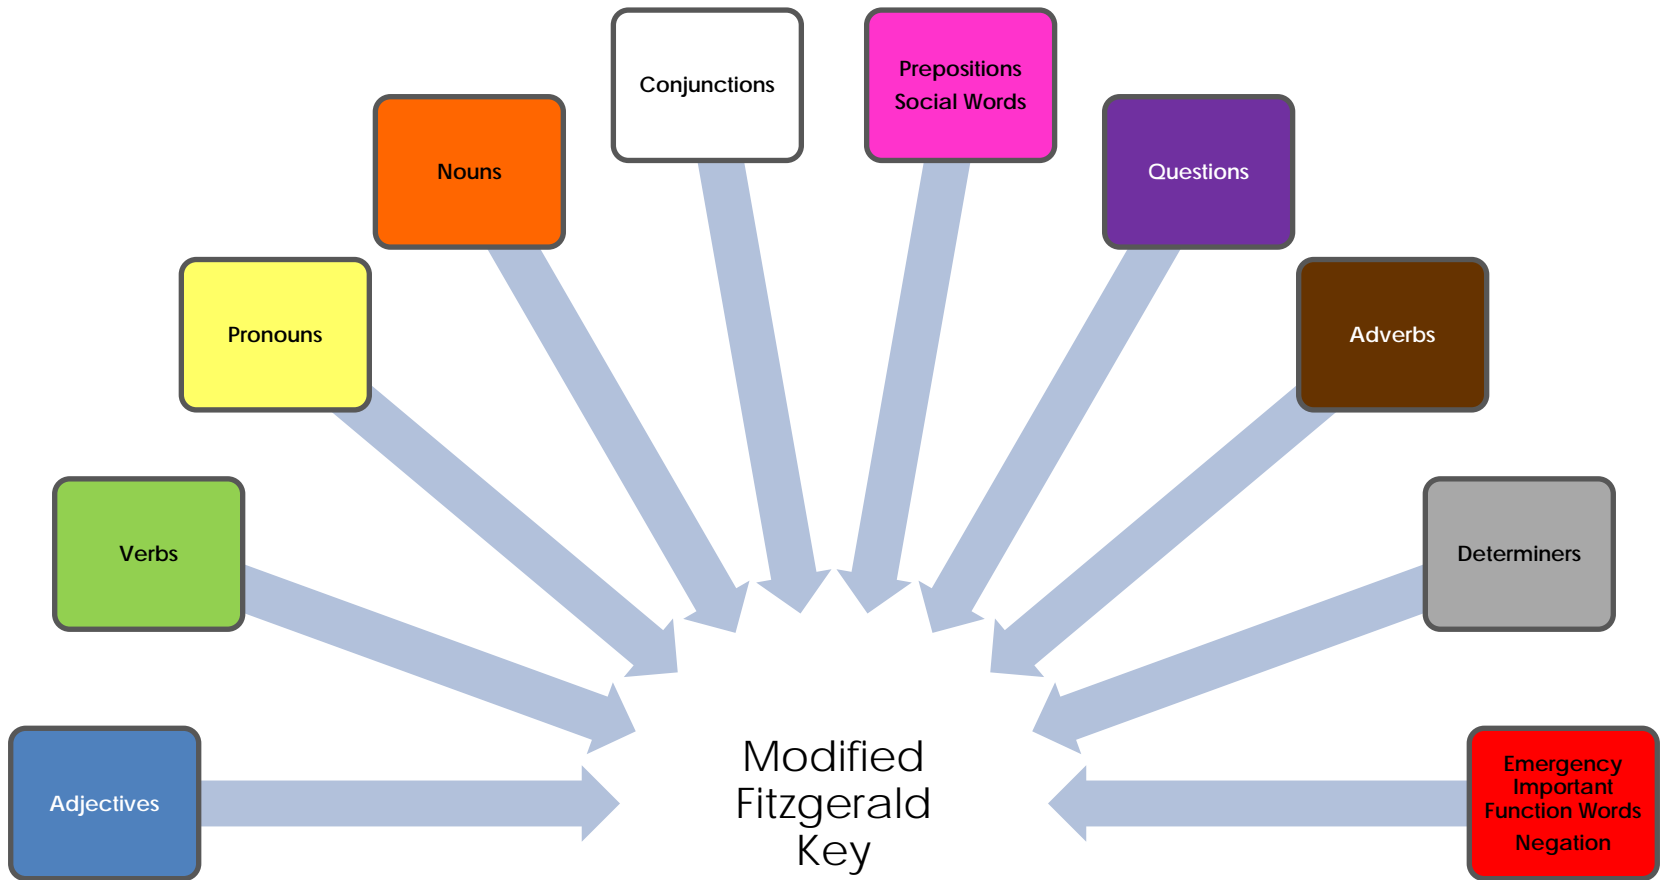 Conjunctions
Prepositions
Social Words
Nouns
Questions
Pronouns
Adverbs
Verbs
Determiners
Adjectives
Modified
Fitzgerald
Key
Emergency
Important
Function Words
Negation